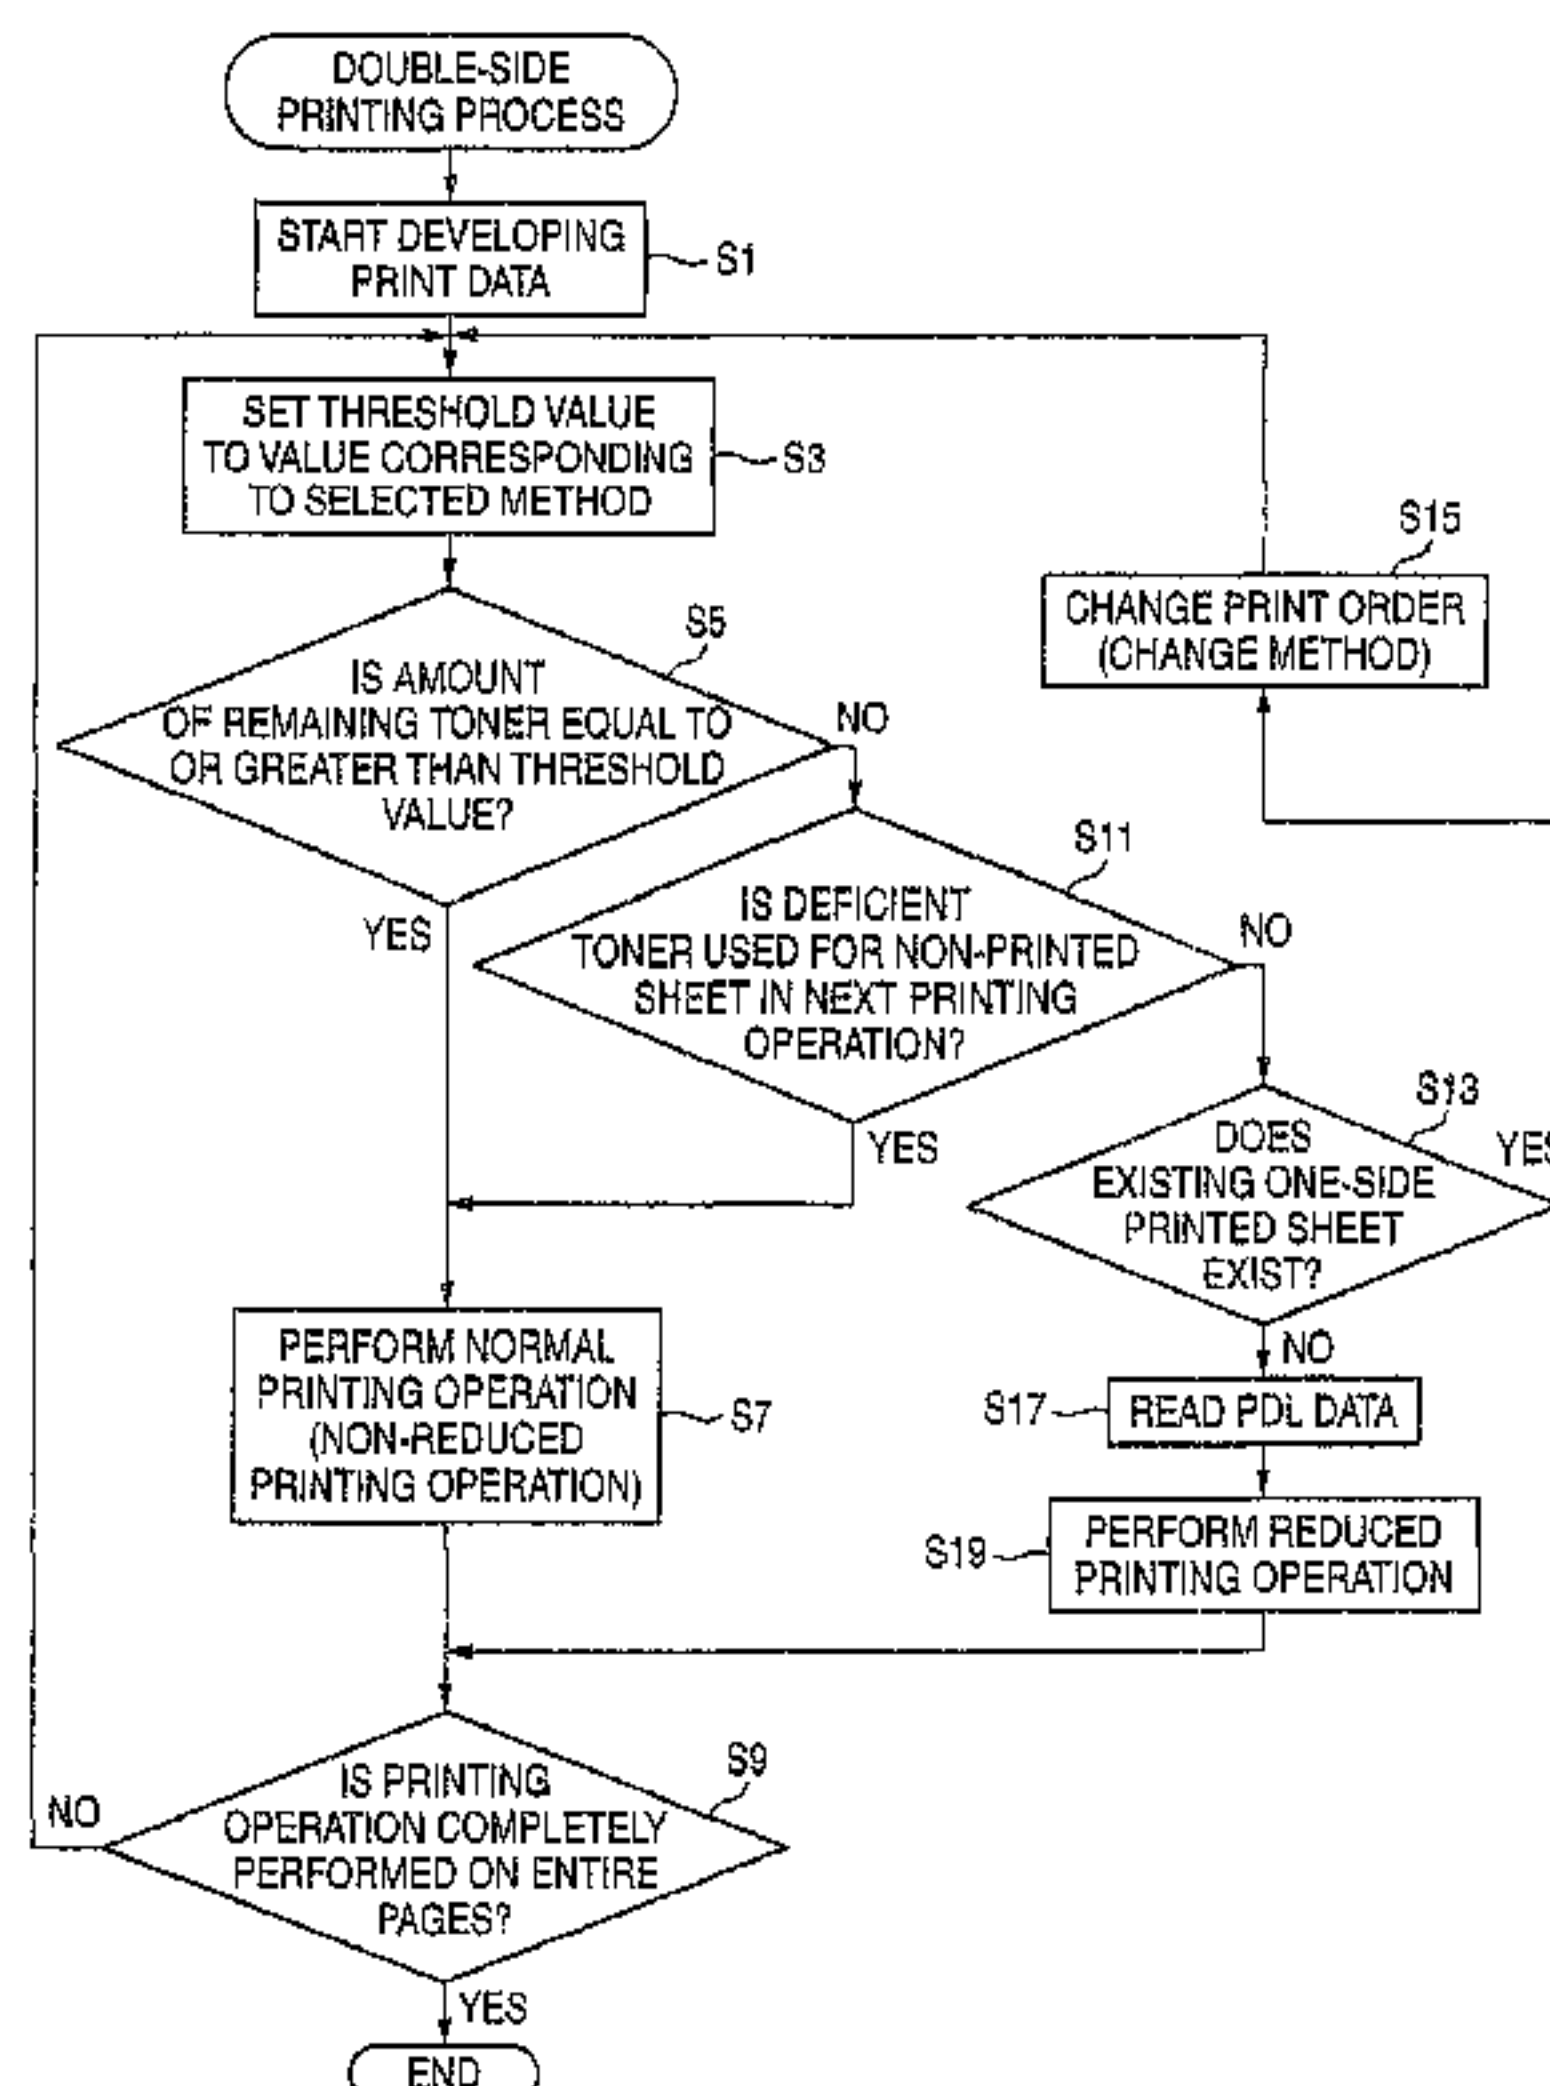 DOUBLE-SIDE
PRINTING PROCESS
START DEVELOPING
PRINT DATA
S1
SET THRESHOLD VALUE
TO VALUE CORRESPONDING
TO SELECTED METHOD
S3
S15
CHANGE PRINT ORDER
(CHANGE METHOD)
S5
IS AMOUNT
OF REMAINING TONER EQUAL TO
OR GREATER THAN THRESHOLD
VALUE?
NO
YES
S11
IS DEFICIENT
TONER USED FOR NON-PRINTED
SHEET IN NEXT PRINTING
OPERATION?
NO
YES
S13
DOES
EXISTING ONE-SIDE
PRINTED SHEET
EXIST?
YES
NO
PERFORM NORMAL
PRINTING OPERATION
(NON-REDUCED
PRINTING OPERATION)
S7
S17
READ PDL DATA
S19
PERFORM REDUCED
PRINTING OPERATION
S9
IS PRINTING
OPERATION COMPLETELY
PERFORMED ON ENTIRE
PAGES?
NO
YES
END